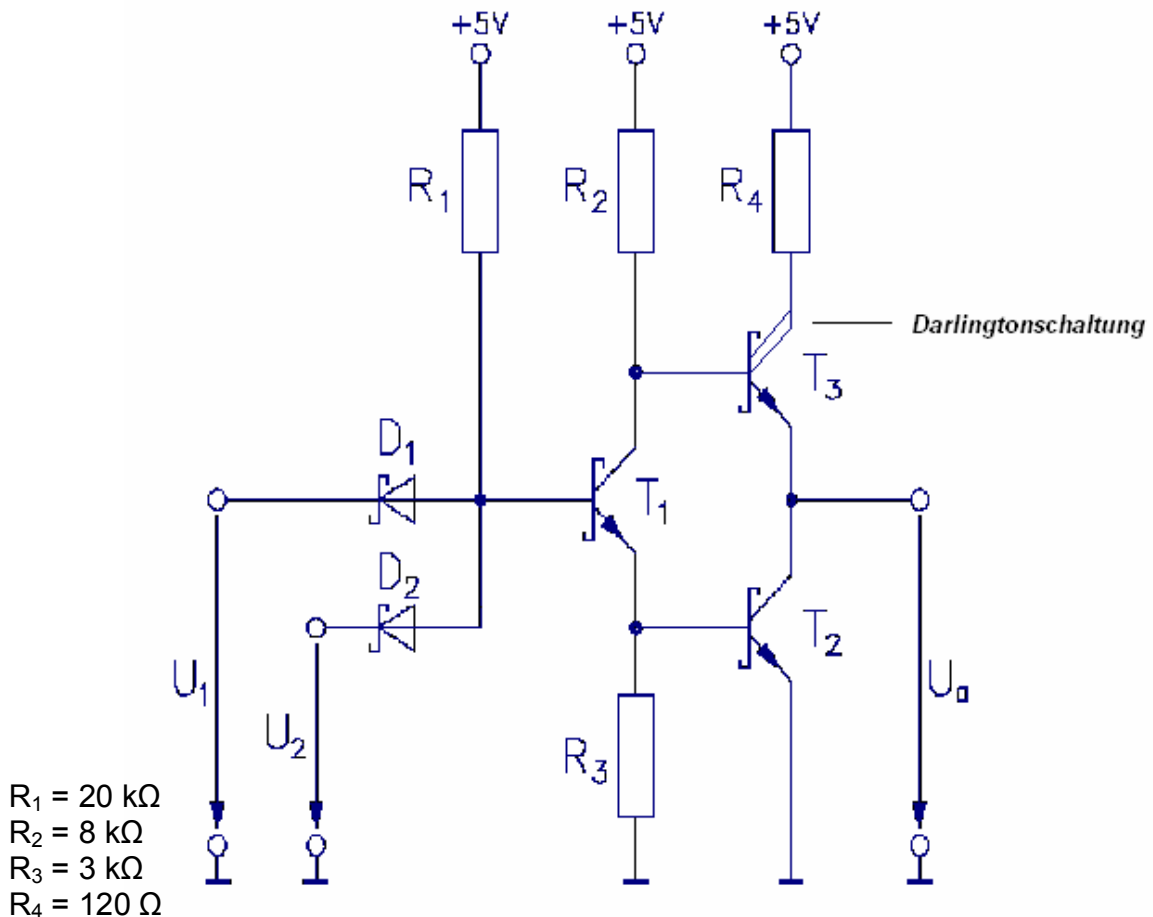 +5V +5V +5V
R₁ R₂ R₄
Darlingtonschaltung
T₃
D₁
T₁
D₂
T₂
U₁
U₂
Uₐ
R₃
R₁ = 20 kΩ
R₂ = 8 kΩ
R₃ = 3 kΩ
R₄ = 120 Ω